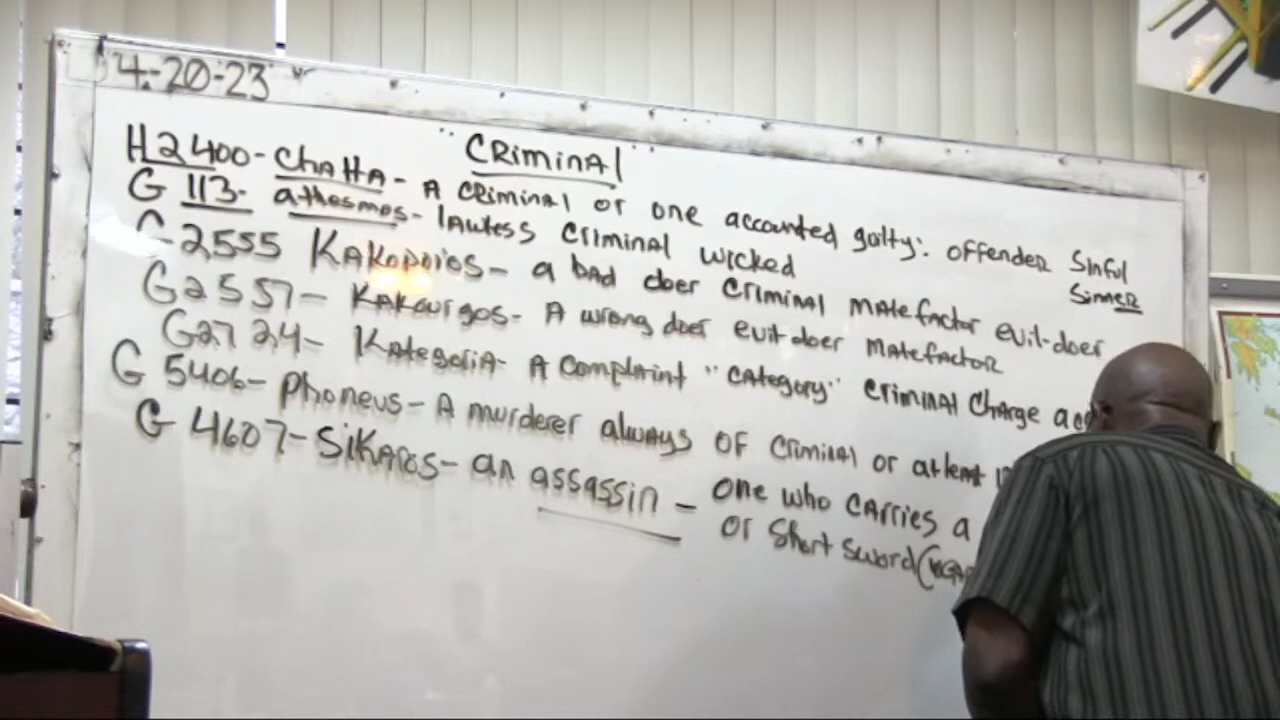 4-20-23
"CRiminAl"
H2400- ChattA - A CRiminAl or one accounted guilty: offendeR Sinful SinneR
G 113- athesmos- lawless CRiminAl wicked
G2555 KAKopoios- a bad doer CriminAl malefactor evil-doer
G2557- KAKourgos- A wrong doer evil-doer Malefactor
G2724- KAtegoriA- A ComplAint "CAtegory" CriminAl Charge
G 5406- Phoneus- A murderer always OF Criminal or atleast
G 4607- SiKARos- an assassin - One who CArries a
or Short Sword